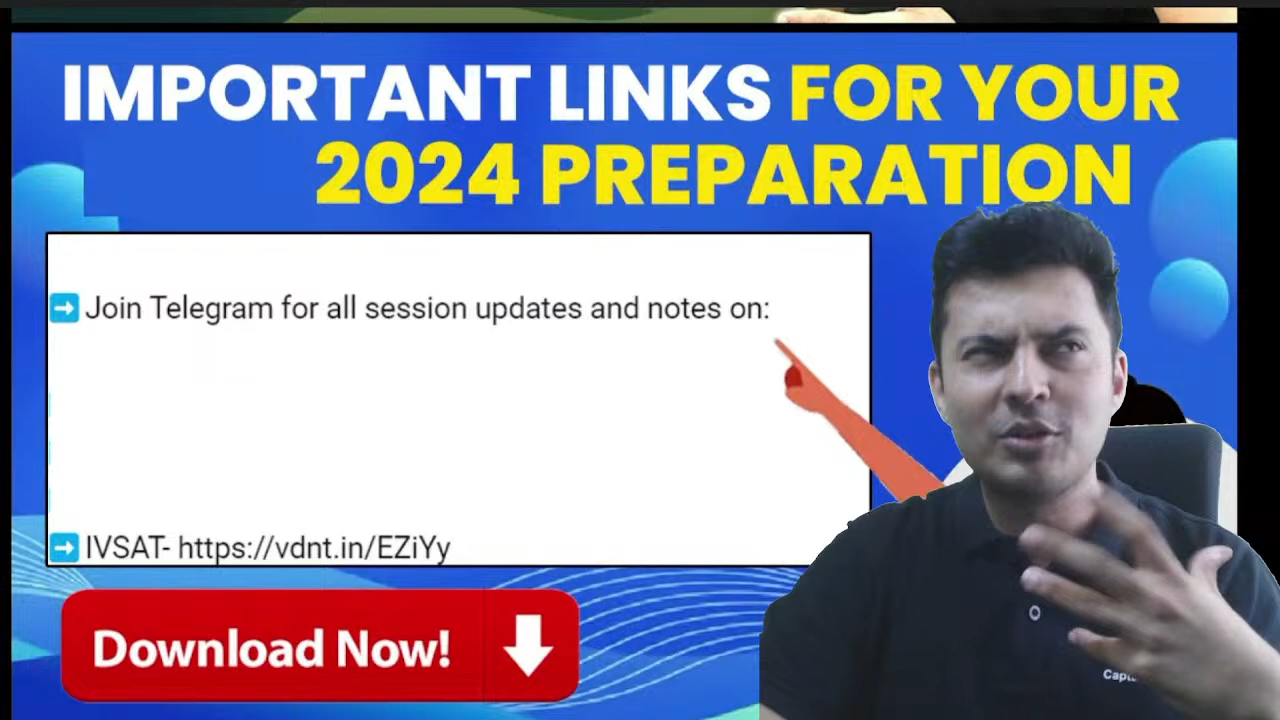 IMPORTANT LINKS FOR YOUR
2024 PREPARATION
Join Telegram for all session updates and notes on:
IVSAT- https://vdnt.in/EZiYy
Download Now!